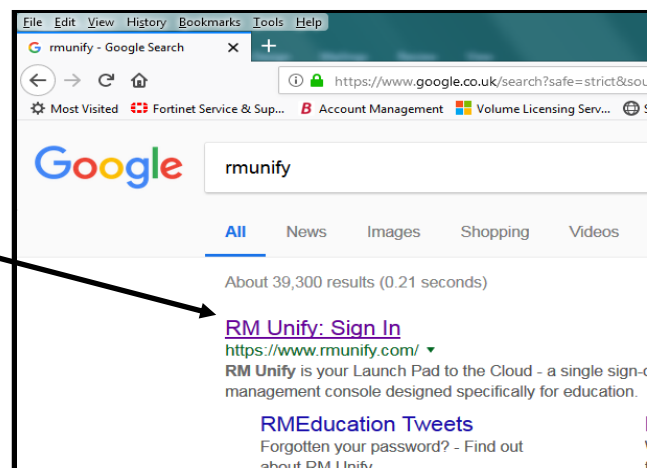 File Edit View History Bookmarks Tools Help
rmunify - Google Search
https://www.google.co.uk/search?safe=strict&sou
Most Visited Fortinet Service & Sup... Account Management Volume Licensing Serv...
Google rmunify
All News Images Shopping Videos
About 39,300 results (0.21 seconds)
RM Unify: Sign In
https://www.rmunify.com/
RM Unify is your Launch Pad to the Cloud - a single sign-
management console designed specifically for education.
RMEducation Tweets
Forgotten your password? - Find out
about RM Unify